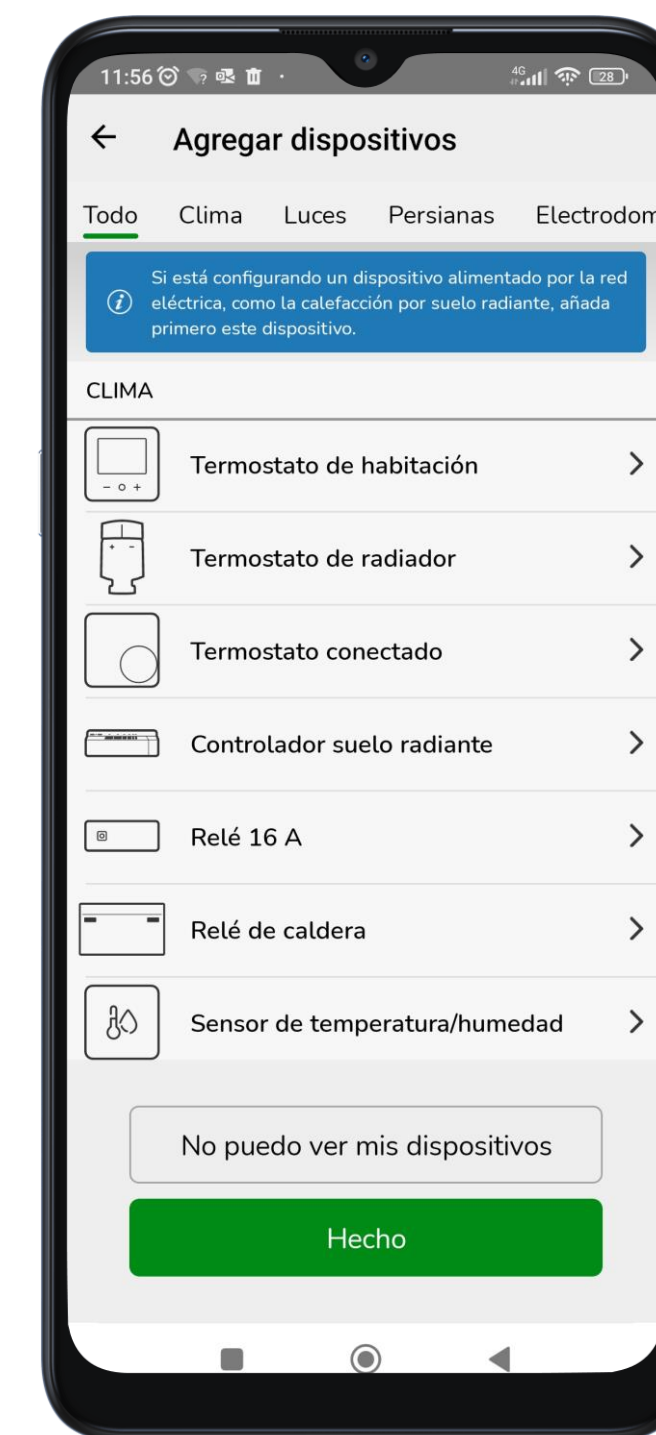 11:56
4G
28
Agregar dispositivos
Todo Clima Luces Persianas Electrodom
Si está configurando un dispositivo alimentado por la red
eléctrica, como la calefacción por suelo radiante, añada
primero este dispositivo.
CLIMA
Termostato de habitación
Termostato de radiador
Termostato conectado
Controlador suelo radiante
Relé 16 A
Relé de caldera
Sensor de temperatura/humedad
No puedo ver mis dispositivos
Hecho